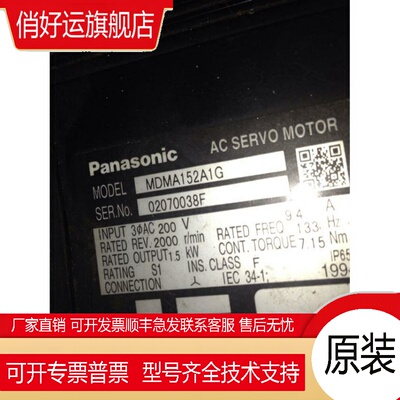 俏好运旗舰店
AC SERVO MOTOR
Panasonic
MODEL MDMA152A1G
SER.No. 02070038F
INPUT 3øAC 200 V 9.4 A
RATED REV. 2000 r/min RATED FREQ. 133 Hz
RATED OUTPUT 1.5 kW CONT.TORQUE 7.15 Nm
RATING S1 INS.CLASS F IP65
CONNECTION IEC 34-1, 199
厂家直销 可开发票顺丰急发联系客服 售前售后无忧
可开专票 型号齐全技术支持
原装